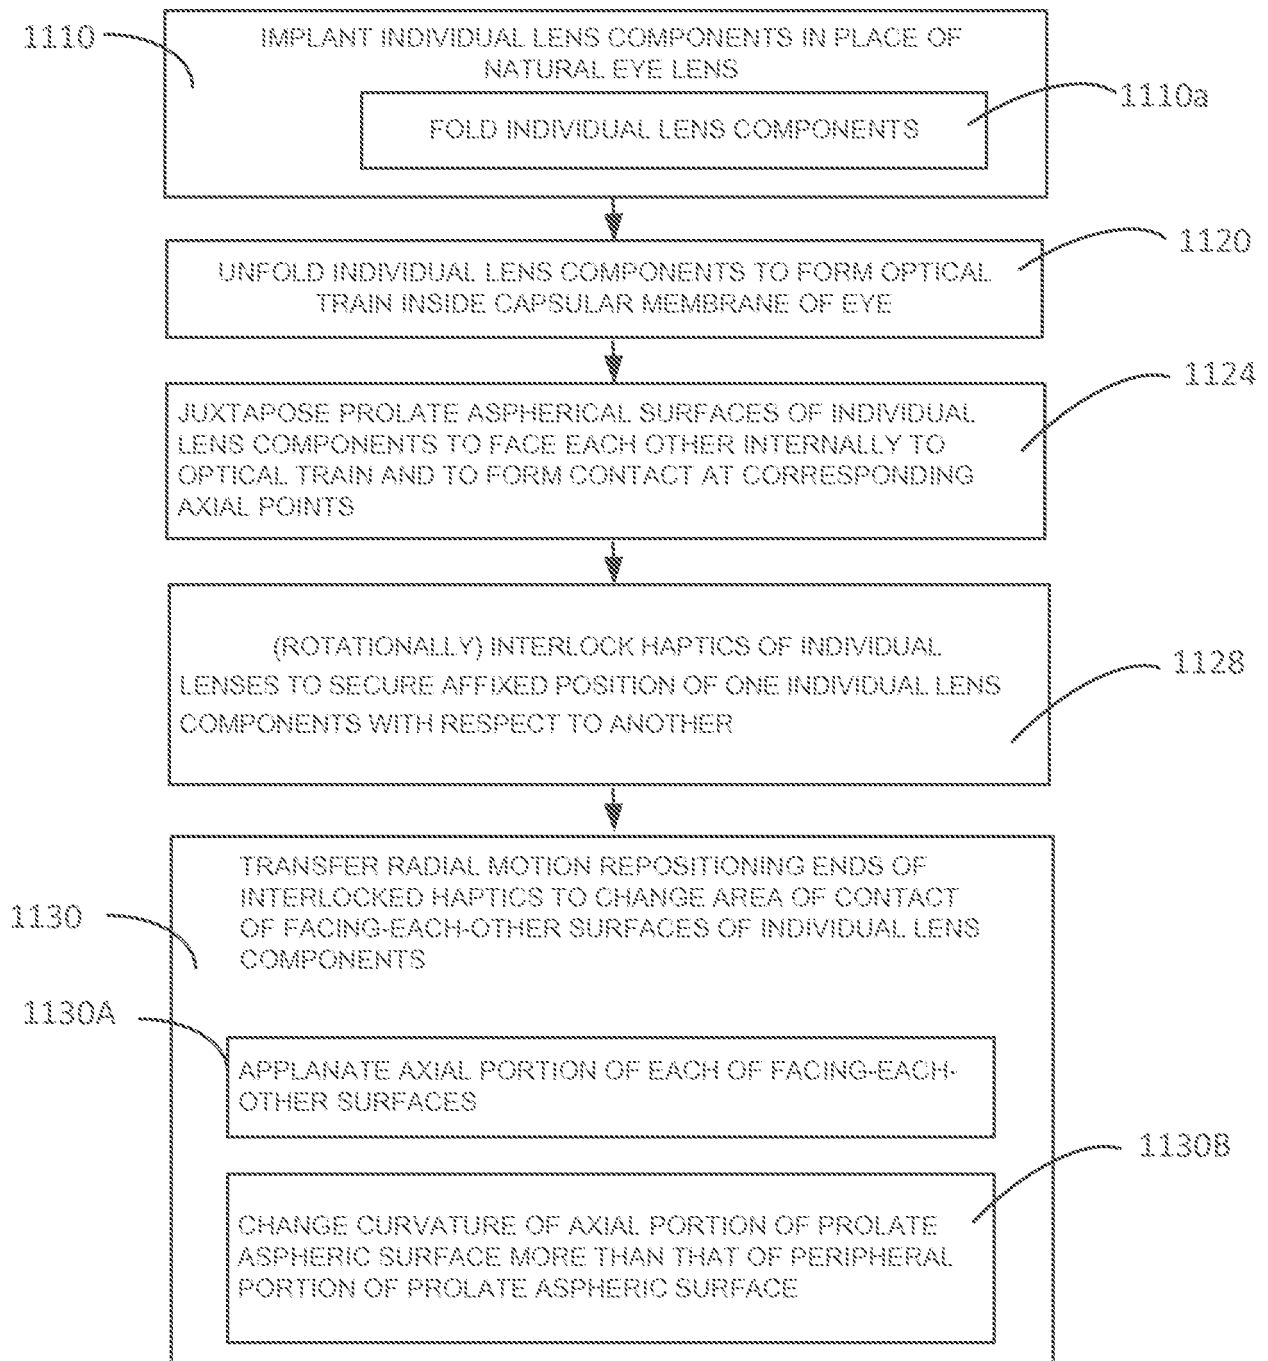 1110
IMPLANT INDIVIDUAL LENS COMPONENTS IN PLACE OF
NATURAL EYE LENS
1110a
FOLD INDIVIDUAL LENS COMPONENTS
1120
UNFOLD INDIVIDUAL LENS COMPONENTS TO FORM OPTICAL
TRAIN INSIDE CAPSULAR MEMBRANE OF EYE
1124
JUXTAPOSE PROLATE ASPHERICAL SURFACES OF INDIVIDUAL
LENS COMPONENTS TO FACE EACH OTHER INTERNALLY TO
OPTICAL TRAIN AND TO FORM CONTACT AT CORRESPONDING
AXIAL POINTS
(ROTATIONALLY) INTERLOCK HAPTICS OF INDIVIDUAL
1128
LENSES TO SECURE AFFIXED POSITION OF ONE INDIVIDUAL LENS
COMPONENTS WITH RESPECT TO ANOTHER
TRANSFER RADIAL MOTION REPOSITIONING ENDS OF
INTERLOCKED HAPTICS TO CHANGE AREA OF CONTACT
1130
OF FACING-EACH-OTHER SURFACES OF INDIVIDUAL LENS
COMPONENTS
1130A
APPLANATE AXIAL PORTION OF EACH OF FACING-EACH-
OTHER SURFACES
1130B
CHANGE CURVATURE OF AXIAL PORTION OF PROLATE
ASPHERIC SURFACE MORE THAN THAT OF PERIPHERAL
PORTION OF PROLATE ASPHERIC SURFACE